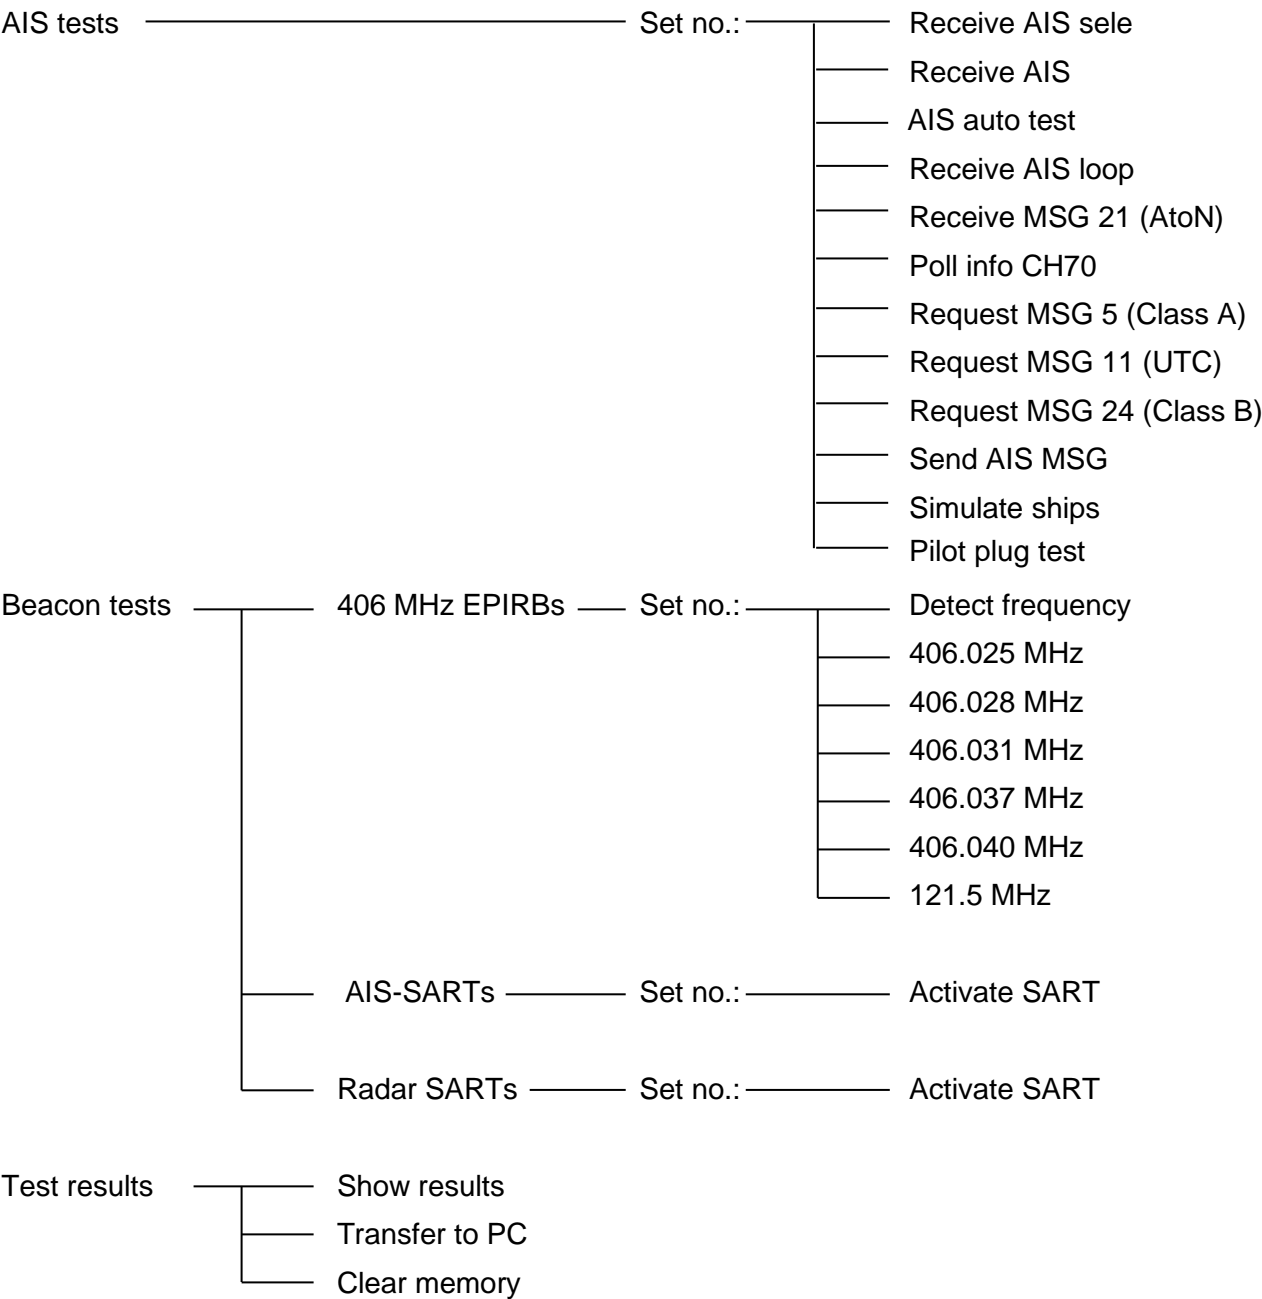 AIS tests Set no.: Receive AIS sele
Receive AIS
AIS auto test
Receive AIS loop
Receive MSG 21 (AtoN)
Poll info CH70
Request MSG 5 (Class A)
Request MSG 11 (UTC)
Request MSG 24 (Class B)
Send AIS MSG
Simulate ships
Pilot plug test
Beacon tests 406 MHz EPIRBs Set no.: Detect frequency
406.025 MHz
406.028 MHz
406.031 MHz
406.037 MHz
406.040 MHz
121.5 MHz
AIS-SARTs Set no.: Activate SART
Radar SARTs Set no.: Activate SART
Test results Show results
Transfer to PC
Clear memory